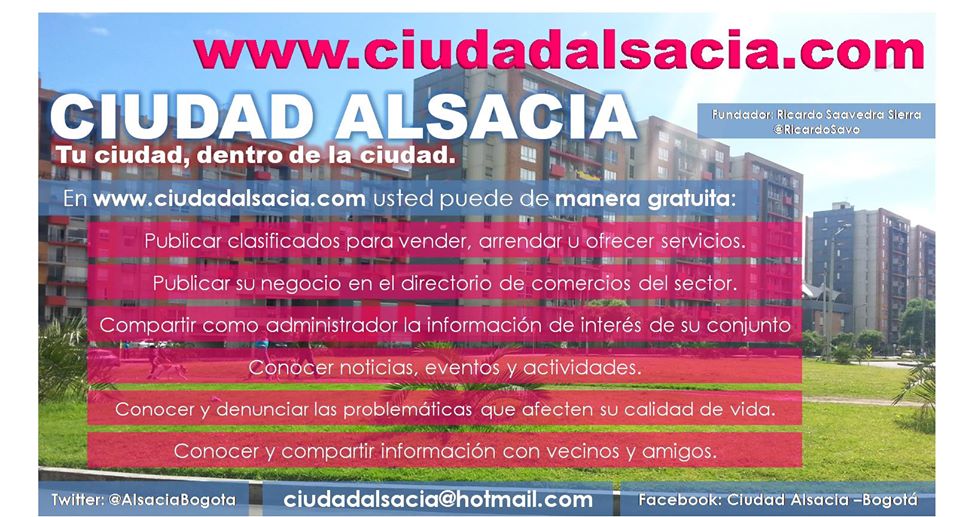 www.ciudadalsacia.com
CIUDAD ALSACIA
Fundador: Ricardo Saavedra Sierra
@RicardoSavo
Tu ciudad, dentro de la ciudad.
En www.ciudadalsacia.com usted puede de manera gratuita:
Publicar clasificados para vender, arrendar u ofrecer servicios.
Publicar su negocio en el directorio de comercios del sector.
Compartir como administrador la información de interés de su conjunto
Conocer noticias, eventos y actividades.
Conocer y denunciar las problemáticas que afecten su calidad de vida.
Conocer y compartir información con vecinos y amigos.
Twitter: @AlsaciaBogota
ciudadalsacia@hotmail.com
Facebook: Ciudad Alsacia –Bogotá